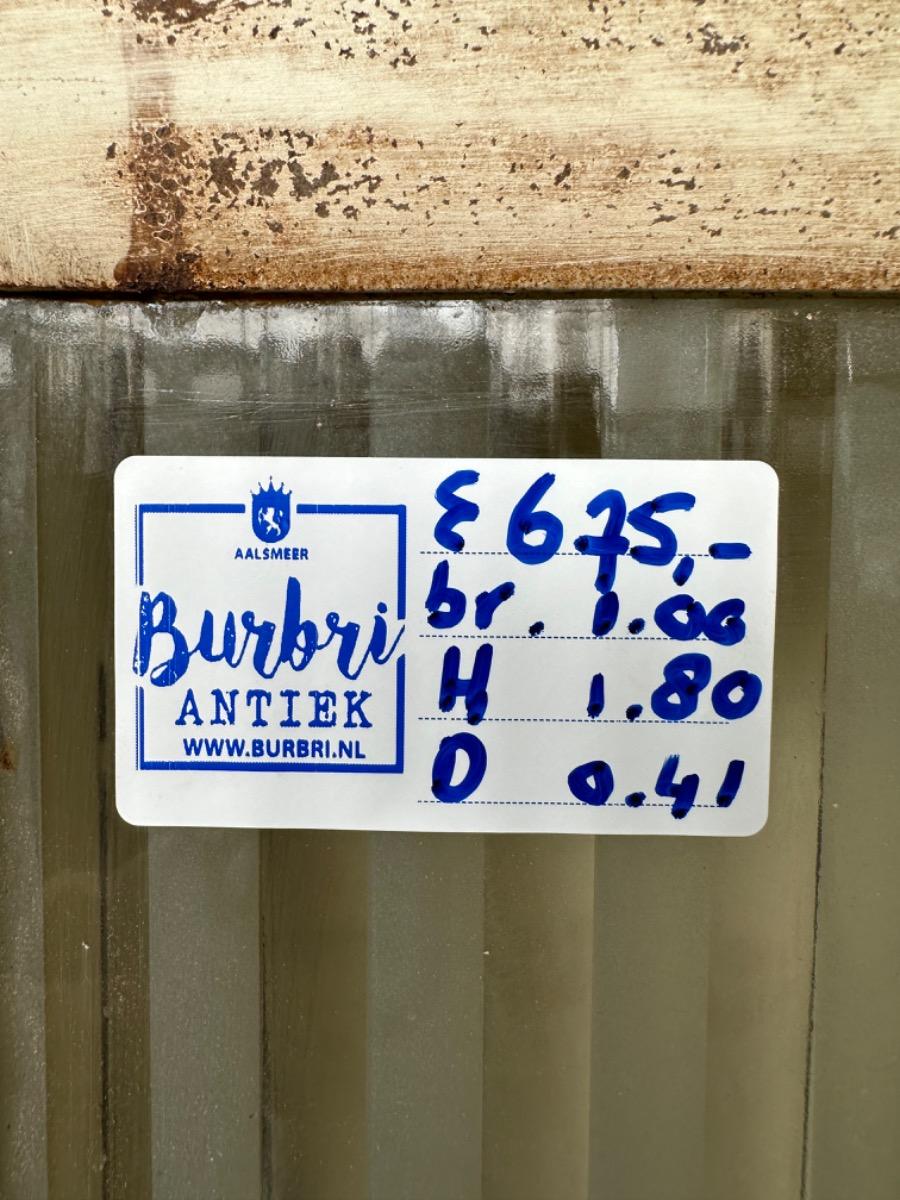 AALSMEER
Burbri
ANTIEK
WWW.BURBRI.NL
€ 675,-
br. 1.00
H 1.80
D 0.41